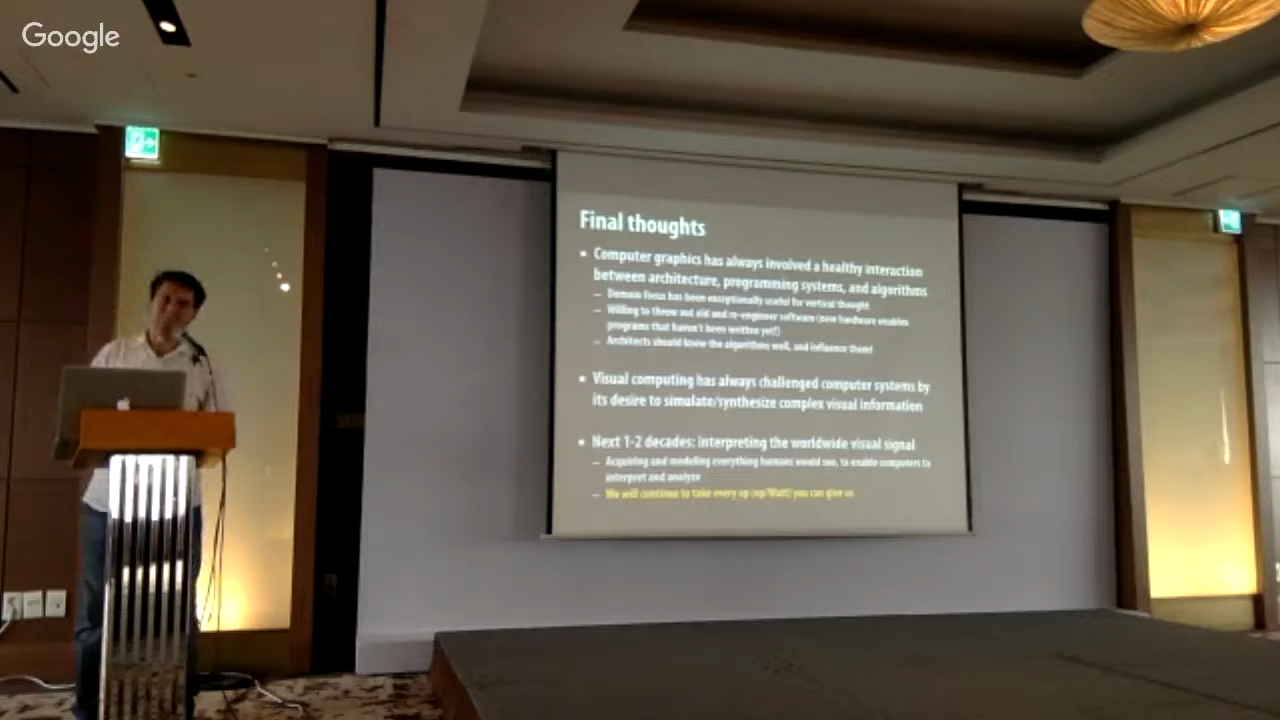 Google
Final thoughts
▪ Computer graphics has always involved a healthy interaction
between architecture, programming systems, and algorithms
– Domain focus has been exceptionally useful for vertical thought
– Willing to throw out old and re-engineer software (new hardware enables
programs that haven't been written yet!)
– Architects should know the algorithms well, and influence them!
▪ Visual computing has always challenged computer systems by
its desire to simulate/synthesize complex visual information
▪ Next 1-2 decades: interpreting the worldwide visual signal
– Acquiring and modeling everything humans would see, to enable computers to
interpret and analyze
– We will continue to take every op (op/Watt) you can give us